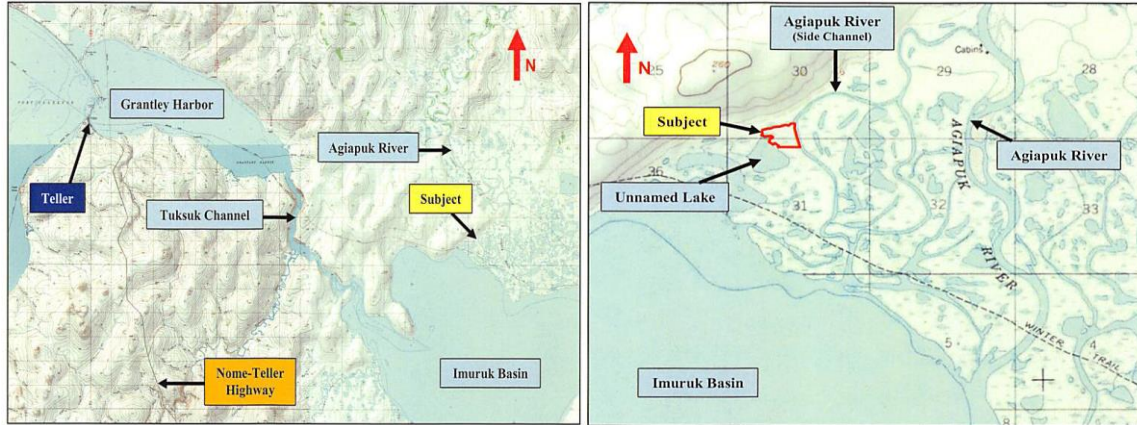 N
Grantley Harbor
Agiapuk River
Teller
Subject
Tuksuk Channel
Nome-Teller
Highway
Imuruk Basin
Agiapuk River
(Side Channel)
N
25
260
30
29
28
Cabins
Subject
AGIAPUK
Agiapuk River
36
Unnamed Lake
31
32
33
RIVER
WINTER TRAIL
5
4
Imuruk Basin
8